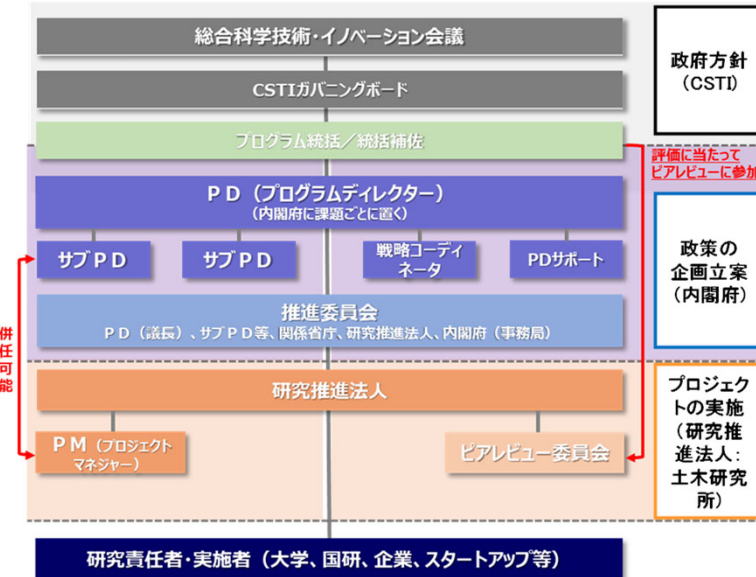 総合科学技術・イノベーション会議
CSTIガバニングボード
プログラム統括／統括補佐
政府方針
(CSTI)
評価に当たって
ピアレビューに参加
ＰＤ（プログラムディレクター）
(内閣府に課題ごとに置く)
サブＰＤ
サブＰＤ
戦略コーディ
ネータ
PDサポート
推進委員会
ＰＤ（議長）、サブＰＤ等、関係省庁、研究推進法人、内閣府（事務局）
政策の
企画立案
(内閣府)
併
任
可
能
研究推進法人
ＰＭ（プロジェクト
マネジャー）
ピアレビュー委員会
プロジェク
トの実施
（研究推
進法人：
土木研究
所）
研究責任者・実施者（大学、国研、企業、スタートアップ等）